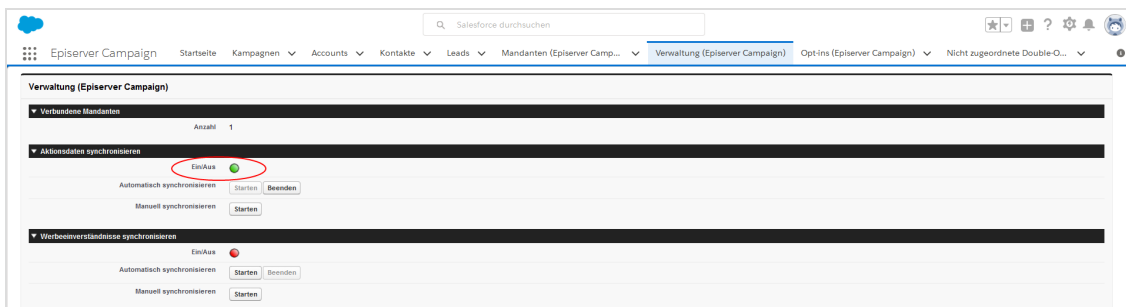 Salesforce durchsuchen
Episerver Campaign Startseite Kampagnen Accounts Kontakte Leads Mandanten (Episerver Camp... Verwaltung (Episerver Campaign) Opt-ins (Episerver Campaign) Nicht zugeordnete Double-O...
Verwaltung (Episerver Campaign)
Verbundene Mandanten
Anzahl 1
Aktionsdaten synchronisieren
Ein/Aus
Automatisch synchronisieren Starten Beenden
Manuell synchronisieren Starten
Werbeeinverständnisse synchronisieren
Ein/Aus
Automatisch synchronisieren Starten Beenden
Manuell synchronisieren Starten